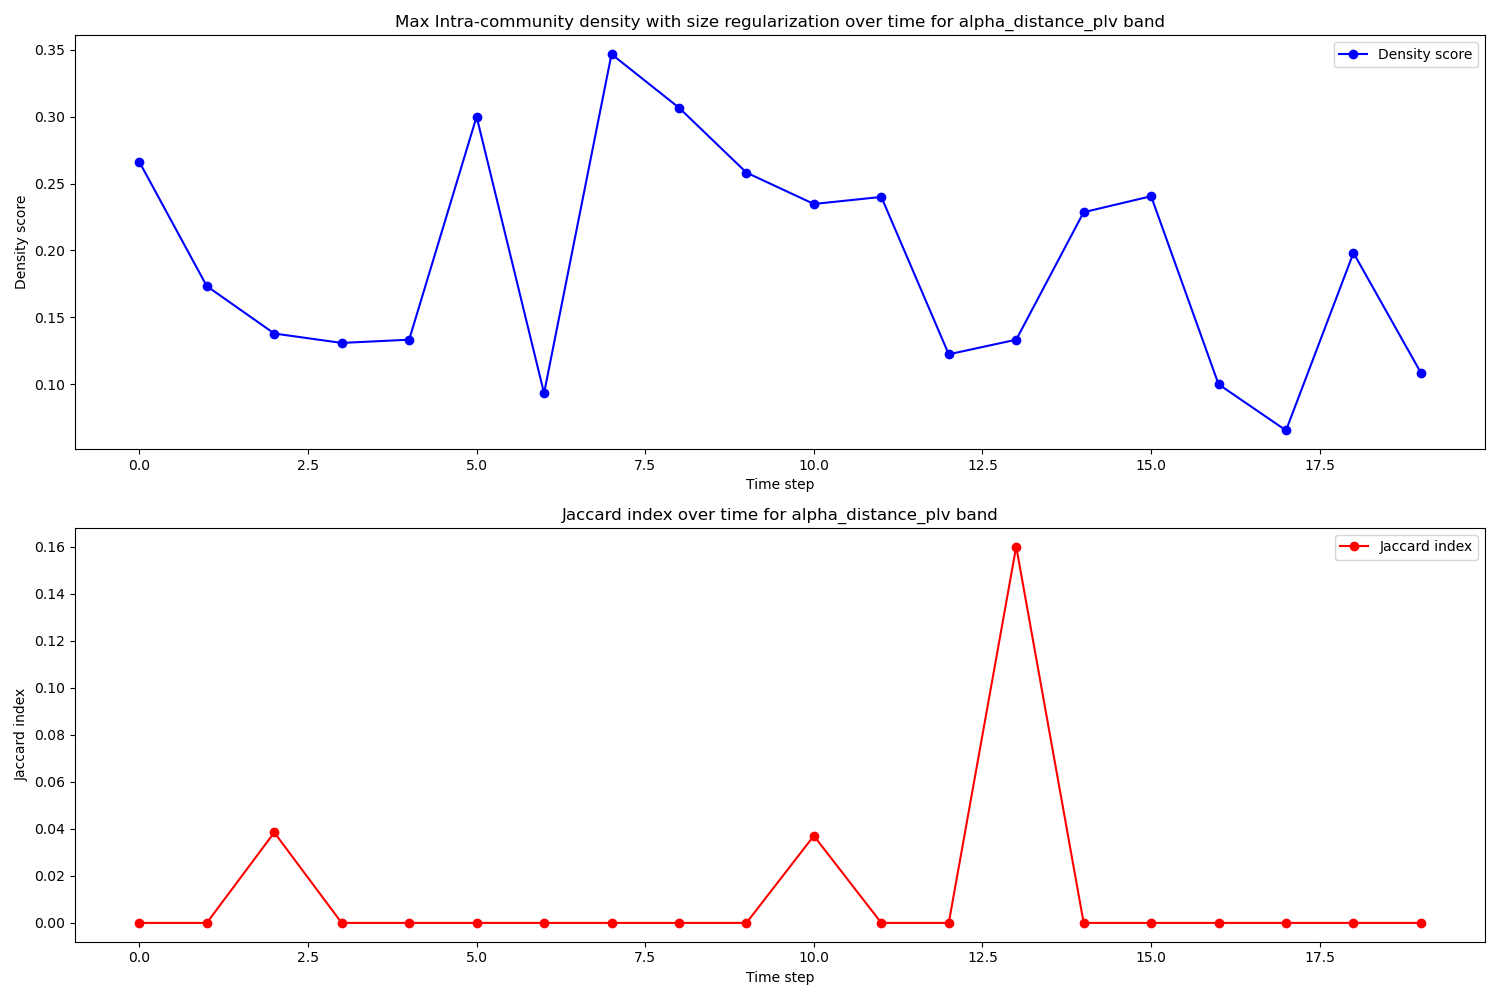 Max Intra-community density with size regularization over time for alpha_distance_plv band
Density score
0.35
0.30
0.25
0.20
0.15
0.10
Density score
0.0 2.5 5.0 7.5 10.0 12.5 15.0 17.5
Time step
Jaccard index over time for alpha_distance_plv band
Jaccard index
0.16
0.14
0.12
0.10
0.08
0.06
0.04
0.02
0.00
Jaccard index
0.0 2.5 5.0 7.5 10.0 12.5 15.0 17.5
Time step